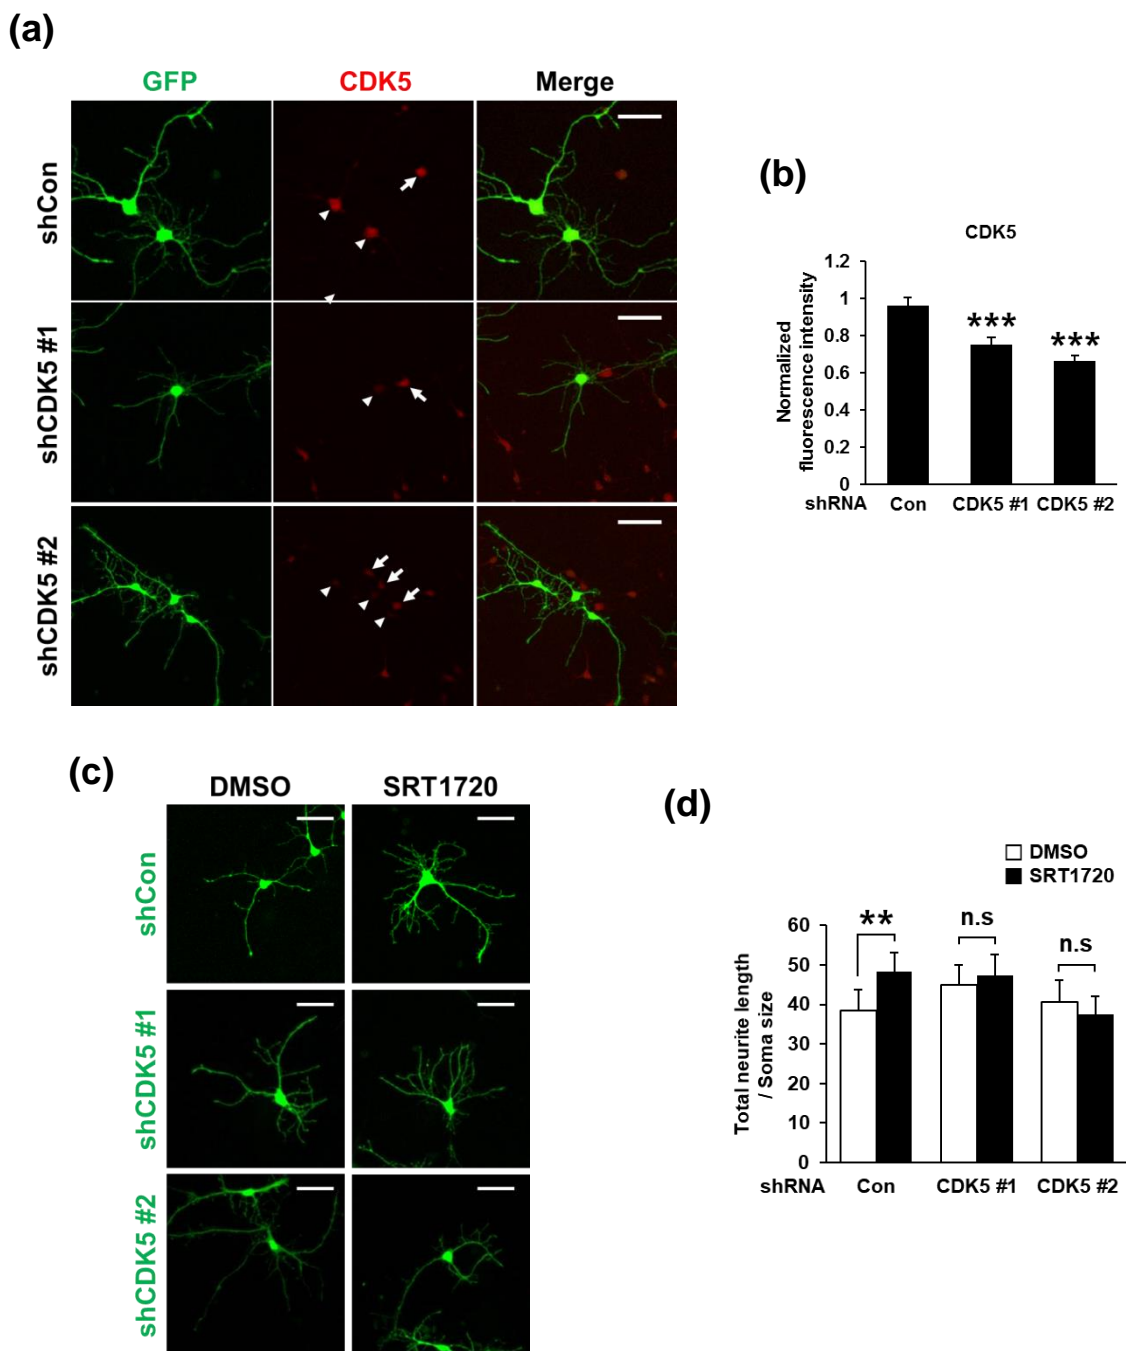 (a)
GFP CDK5 Merge
shCon
shCDK5 #1
shCDK5 #2
(b)
CDK5
Normalized
fluorescence intensity
1.2
1
0.8
0.6
0.4
0.2
0
***
***
shRNA Con CDK5 #1 CDK5 #2
(c)
DMSO SRT1720
shCon
shCDK5 #1
shCDK5 #2
(d)
DMSO
SRT1720
Total neurite length
/ Soma size
60
50
40
30
20
10
0
**
n.s
n.s
shRNA Con CDK5 #1 CDK5 #2